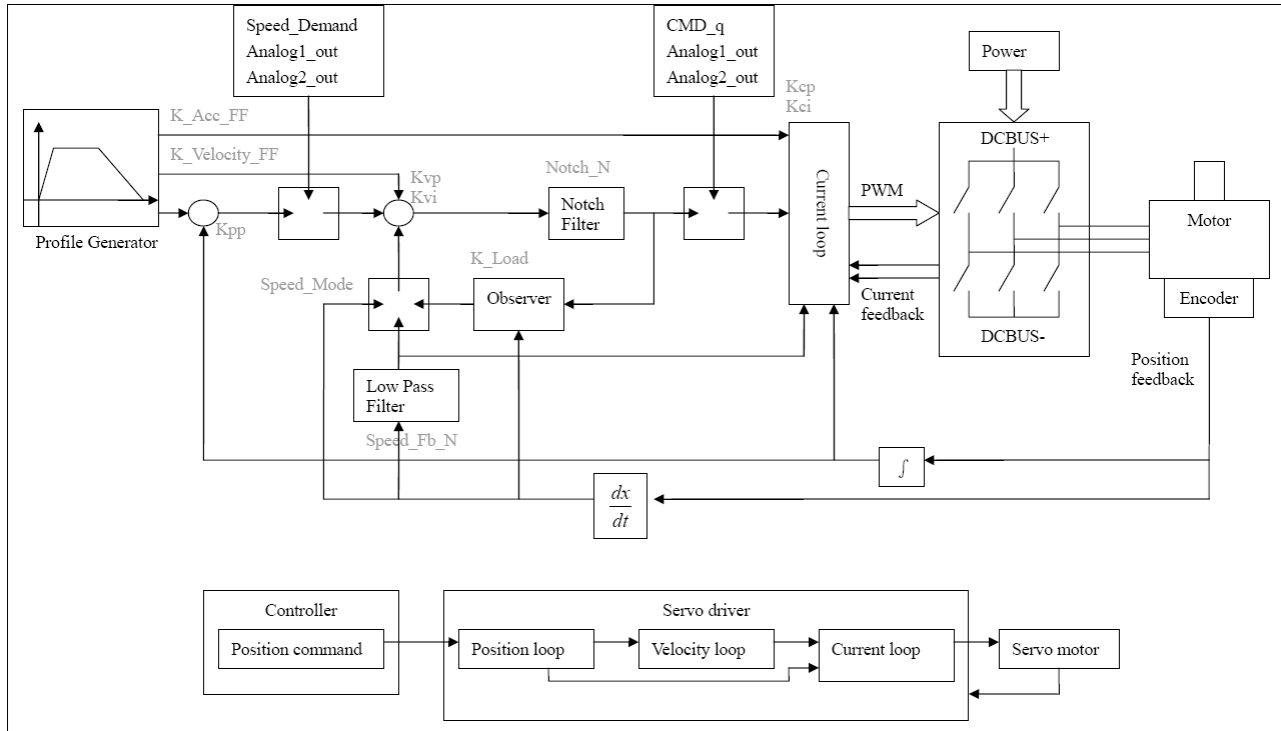 Speed_Demand
Analog1_out
Analog2_out
CMD_q
Analog1_out
Analog2_out
Power
Kcp
Kci
K_Acc_FF
K_Velocity_FF
Kvp
Kvi
Notch_N
DCBUS+
PWM
Current loop
Notch
Filter
Kpp
Profile Generator
Motor
K_Load
Speed_Mode
Observer
Current
feedback
Encoder
DCBUS-
Position
feedback
Low Pass
Filter
Speed_Fb_N
∫
dx
dt
Controller
Servo driver
Position command
Position loop
Velocity loop
Current loop
Servo motor